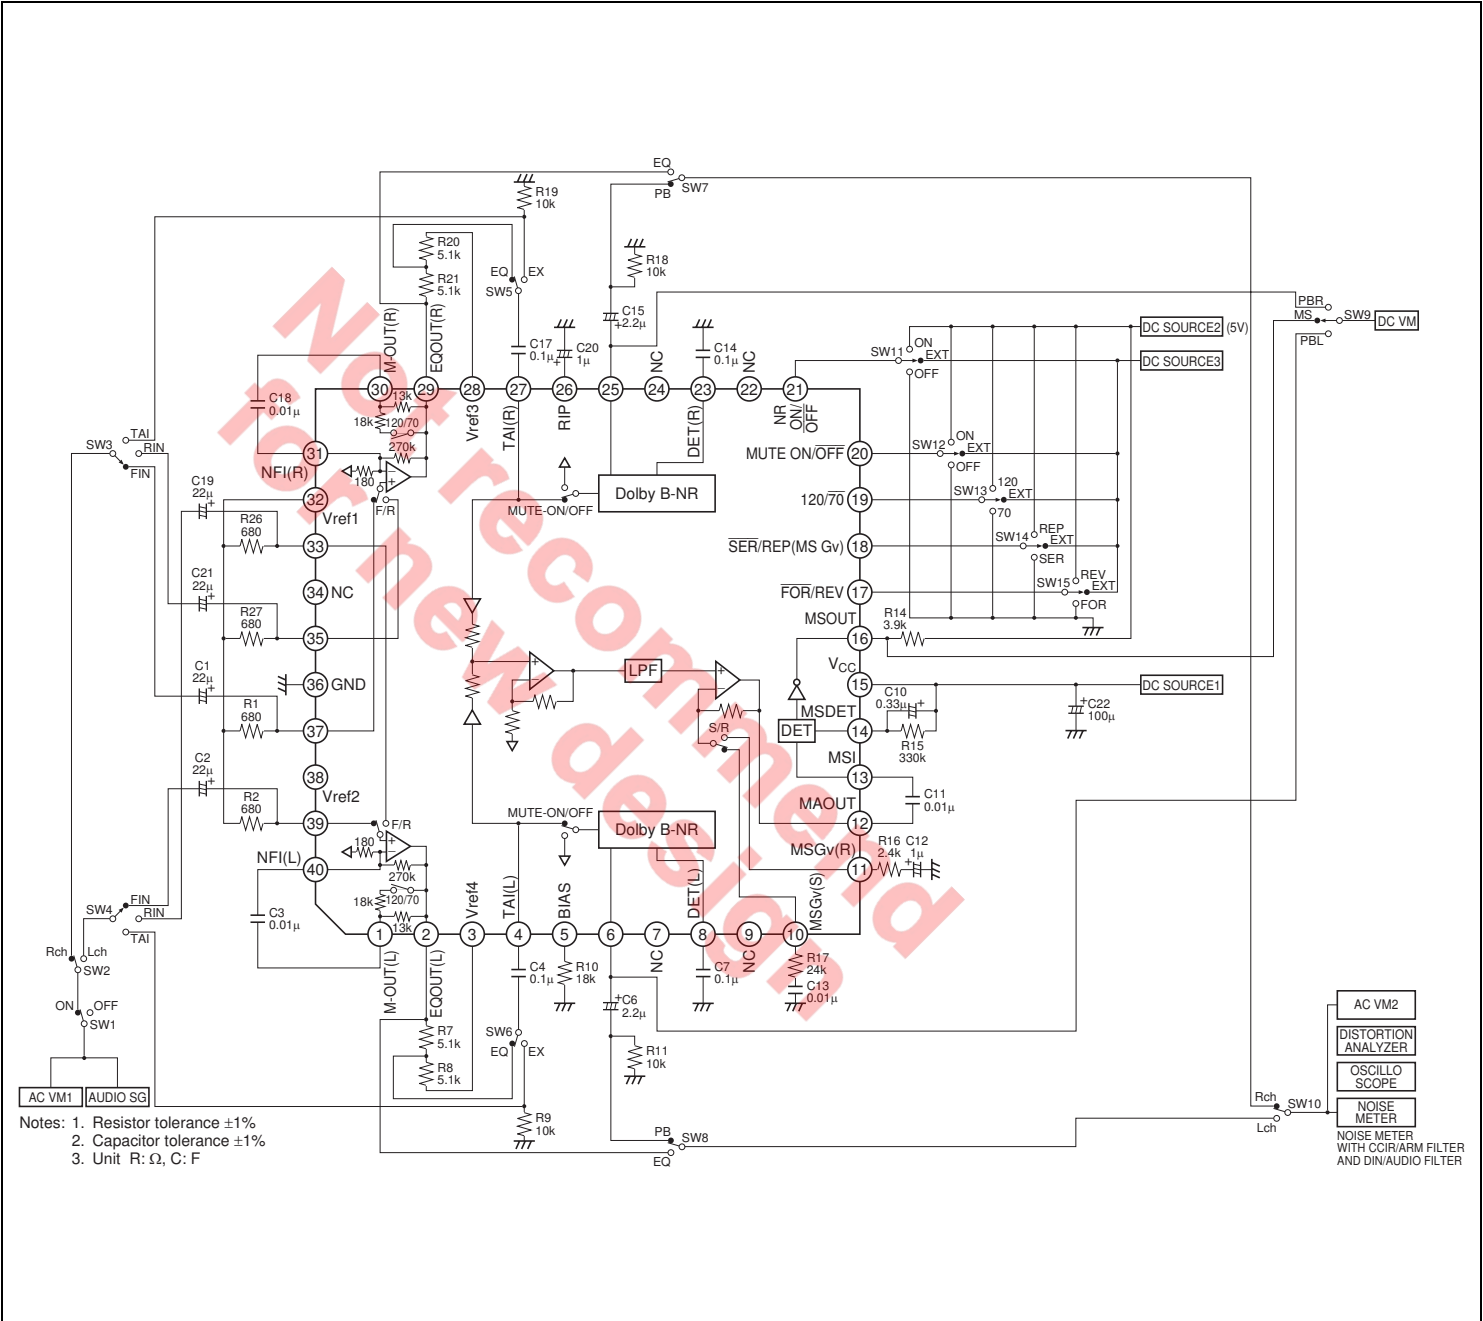 EQ
PB
SW7
R19
10k
R20
5.1k
R21
5.1k
EQ
EX
SW5
R18
10k
C15
2.2µ
+
C17
0.1µ
C20
1µ
+
C14
0.1µ
NC
NC
M-OUT(R)
EQOUT(R)
PBR
MS
SW9
DC VM
PBL
DC SOURCE2 (5V)
DC SOURCE3
SW11
ON
EXT
OFF
30
29
28
27
26
25
24
23
22
21
C18
0.01µ
13k
18k
120/70
270k
180
Vref3
TAI(R)
RIP
DET(R)
NR
ON/
OFF
SW3
TAI
RIN
FIN
31
NFI(R)
32
Vref1
F/R
MUTE-ON/OFF
Dolby B-NR
MUTE ON/OFF
20
SW12
ON
EXT
OFF
120/70
19
SW13
120
EXT
70
SER/REP(MS Gv)
18
SW14
REP
EXT
SER
FOR/REV
17
SW15
REV
EXT
FOR
C19
22µ
+
R26
680
33
C21
22µ
+
34
NC
R27
680
35
C1
22µ
+
36
GND
R1
680
37
C2
22µ
+
38
Vref2
R2
680
39
NFI(L)
40
MSOUT
16
R14
3.9k
VCC
15
DC SOURCE1
C10
0.33µ
+
C22
100µ
+
MSDET
14
R15
330k
LPF
S/R
DET
MSI
13
C11
0.01µ
MAOUT
12
MSGv(R)
11
R16
2.4k
C12
1µ
+
MSGv(S)
F/R
180
270k
18k
120/70
13k
MUTE-ON/OFF
Dolby B-NR
Vref4
TAI(L)
BIAS
DET(L)
C3
0.01µ
SW4
FIN
RIN
TAI
1
2
3
4
5
6
7
8
9
10
M-OUT(L)
EQOUT(L)
C4
0.1µ
R10
18k
NC
C7
0.1µ
NC
R17
24k
C13
0.01µ
Rch
Lch
SW2
ON
OFF
SW1
C6
2.2µ
+
R7
5.1k
R8
5.1k
SW6
EQ
EX
R11
10k
R9
10k
PB
SW8
EQ
AC VM1
AUDIO SG
Rch
SW10
Lch
AC VM2
DISTORTION
ANALYZER
OSCILLO
SCOPE
NOISE
METER
NOISE METER
WITH CCIR/ARM FILTER
AND DIN/AUDIO FILTER
Notes: 1. Resistor tolerance ±1%
2. Capacitor tolerance ±1%
3. Unit R: Ω, C: F
Not recommend
for new design